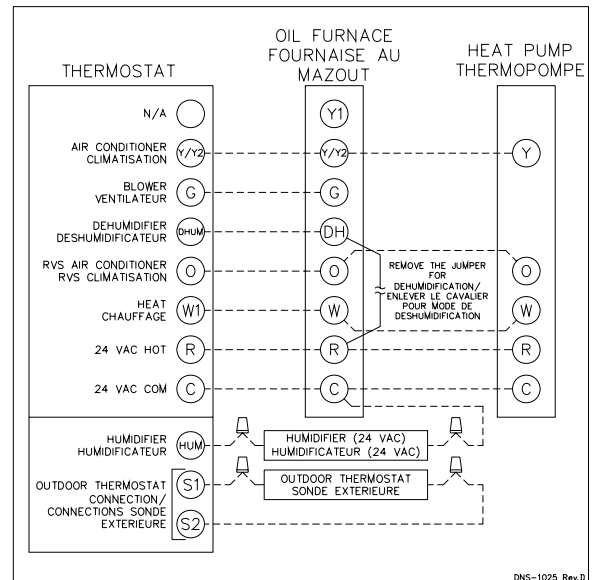 THERMOSTAT
OIL FURNACE
FOURNAISE AU
MAZOUT
HEAT PUMP
THERMOPOMPE
N/A
Y1
AIR CONDITIONER
CLIMATISATION
Y/Y2
Y/Y2
Y
BLOWER
VENTILATEUR
G
G
DEHUMIDIFIER
DESHUMIDIFICATEUR
DHUM
DH
RVS AIR CONDITIONER
RVS CLIMATISATION
O
O
O
REMOVE THE JUMPER
FOR
DEHUMIDIFICATION/
ENLEVER LE CAVALIER
POUR MODE DE
DESHUMIDIFICATION
HEAT
CHAUFFAGE
W1
W
W
24 VAC HOT
R
R
R
24 VAC COM
C
C
C
HUMIDIFIER
HUMIDIFICATEUR
HUM
HUMIDIFIER (24 VAC)
HUMIDIFICATEUR (24 VAC)
OUTDOOR THERMOSTAT
CONNECTION/
CONNECTIONS SONDE
EXTERIEURE
S1
S2
OUTDOOR THERMOSTAT
SONDE EXTERIEURE
DNS-1025 Rev.D